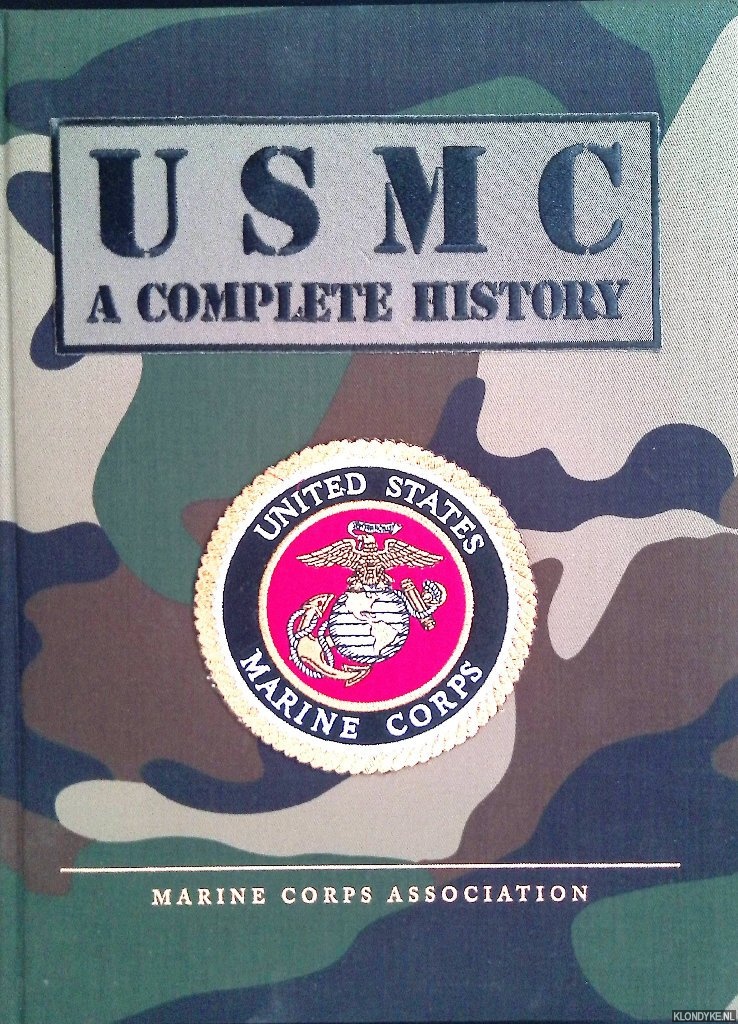 USMC
A COMPLETE HISTORY
UNITED STATES
MARINE CORPS
MARINE CORPS ASSOCIATION
KLONDYKE.NL